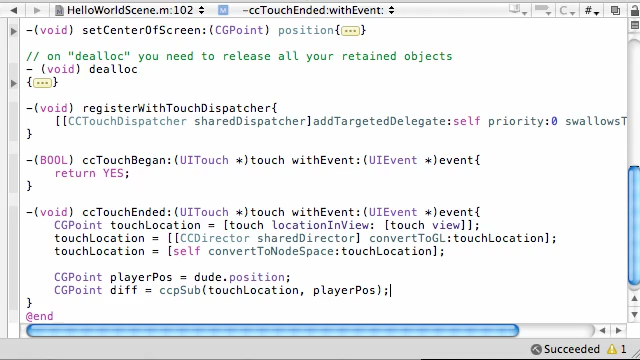 HelloWorldScene.m:102 -ccTouchEnded:withEvent:
-(void) setCenterOfScreen:(CGPoint) position{...}
// on "dealloc" you need to release all your retained objects
- (void) dealloc
{...}
-(void) registerWithTouchDispatcher{
[[CCTouchDispatcher sharedDispatcher]addTargetedDelegate:self priority:0 swallowsT
}
-(BOOL) ccTouchBegan:(UITouch *)touch withEvent:(UIEvent *)event{
return YES;
}
-(void) ccTouchEnded:(UITouch *)touch withEvent:(UIEvent *)event{
CGPoint touchLocation = [touch locationInView: [touch view]];
touchLocation = [[CCDirector sharedDirector] convertToGL:touchLocation];
touchLocation = [self convertToNodeSpace:touchLocation];
CGPoint playerPos = dude.position;
CGPoint diff = ccpSub(touchLocation, playerPos);
}
@end
Succeeded 1